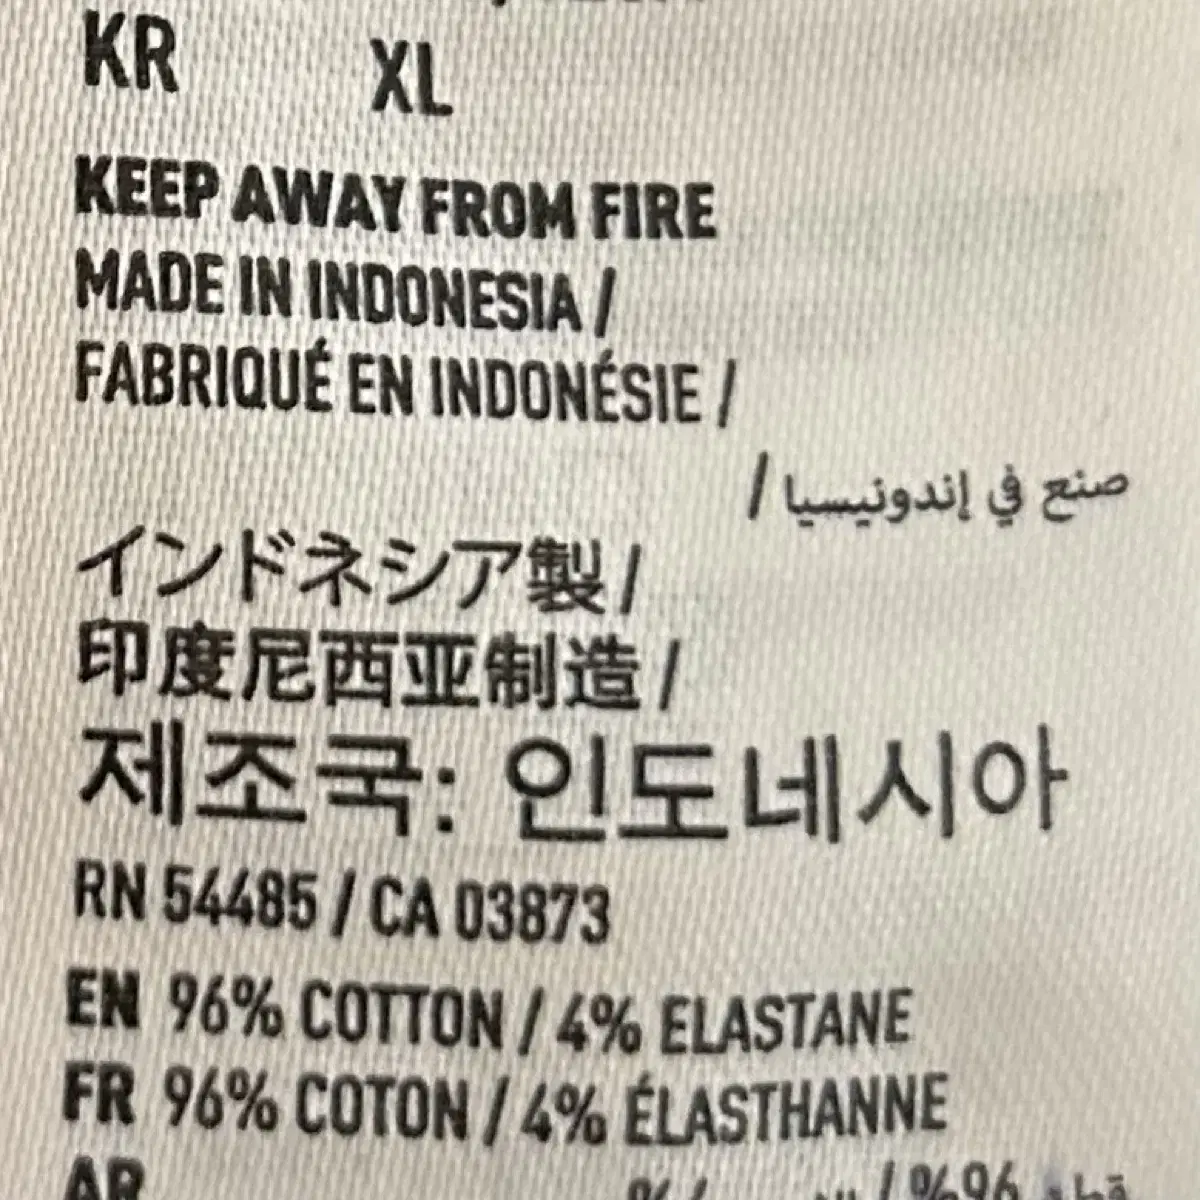 KR XL
KEEP AWAY FROM FIRE
MADE IN INDONESIA /
FABRIQUÉ EN INDONÉSIE /
صنع في إندونيسيا /
インドネシア製 /
印度尼西亚制造 /
제조국: 인도네시아
RN 54485 / CA 03873
EN 96% COTTON / 4% ELASTANE
FR 96% COTON / 4% ÉLASTHANNE
AR 96% /